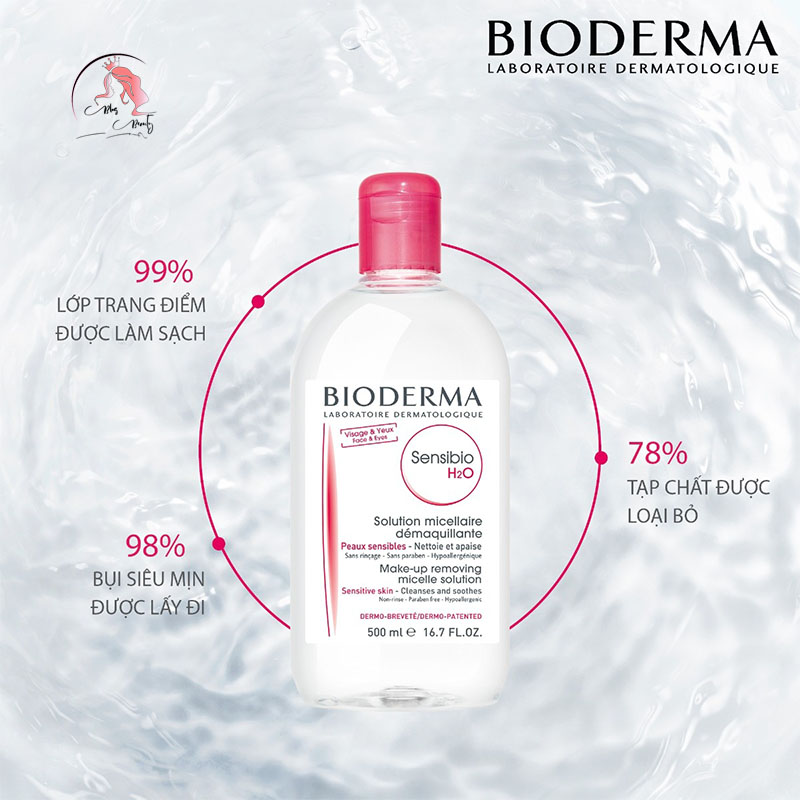 BIODERMA
LABORATOIRE DERMATOLOGIQUE
Beauty
99%
LỚP TRANG ĐIỂM
ĐƯỢC LÀM SẠCH
98%
BỤI SIÊU MỊN
ĐƯỢC LẤY ĐI
78%
TẠP CHẤT ĐƯỢC
LOẠI BỎ
BIODERMA
LABORATOIRE DERMATOLOGIQUE
Visage & Yeux
Face & Eyes
Sensibio
H2O
Solution micellaire
démaquillante
Peaux sensibles - Nettoie et apaise
Sans rinçage - Sans paraben - Hypoallergénique
Make-up removing
micelle solution
Sensitive skin - Cleanses and soothes
Non-rinse - Paraben free - Hypoallergenic
DERMO-BREVETÉ/DERMO-PATENTED
500 ml e 16.7 FL.OZ.